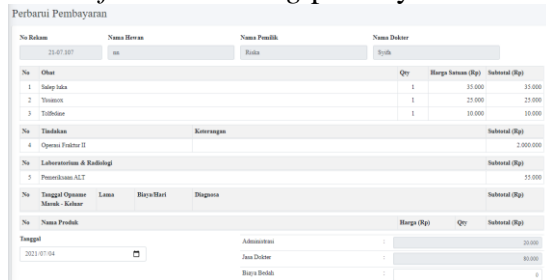 Perbarui Pembayaran
No Rekam Nama Hewan Nama Pemilik Nama Dokter
23-07.107 Riska Syifa
No Obat Qty Harga Satuan (Rp) Subtotal (Rp)
1 Salep luka 1 35.000 35.000
2 Yosimox 1 25.000 25.000
3 Tolfedine 1 10.000 10.000
No Tindakan Keterangan Subtotal (Rp)
4 Operasi Fraktur II 2.000.000
No Laboratorium & Radiologi Subtotal (Rp)
5 Pemeriksaan ALT 55.000
No Tanggal Opname Lama Biaya/Hari Diagnosa Subtotal (Rp)
Masuk - Keluar
No Nama Produk Harga (Rp) Qty Subtotal (Rp)
Tanggal Administrasi : 20.000
2021/07/04 Jasa Dokter : 80.000
Biaya Bedah : 0